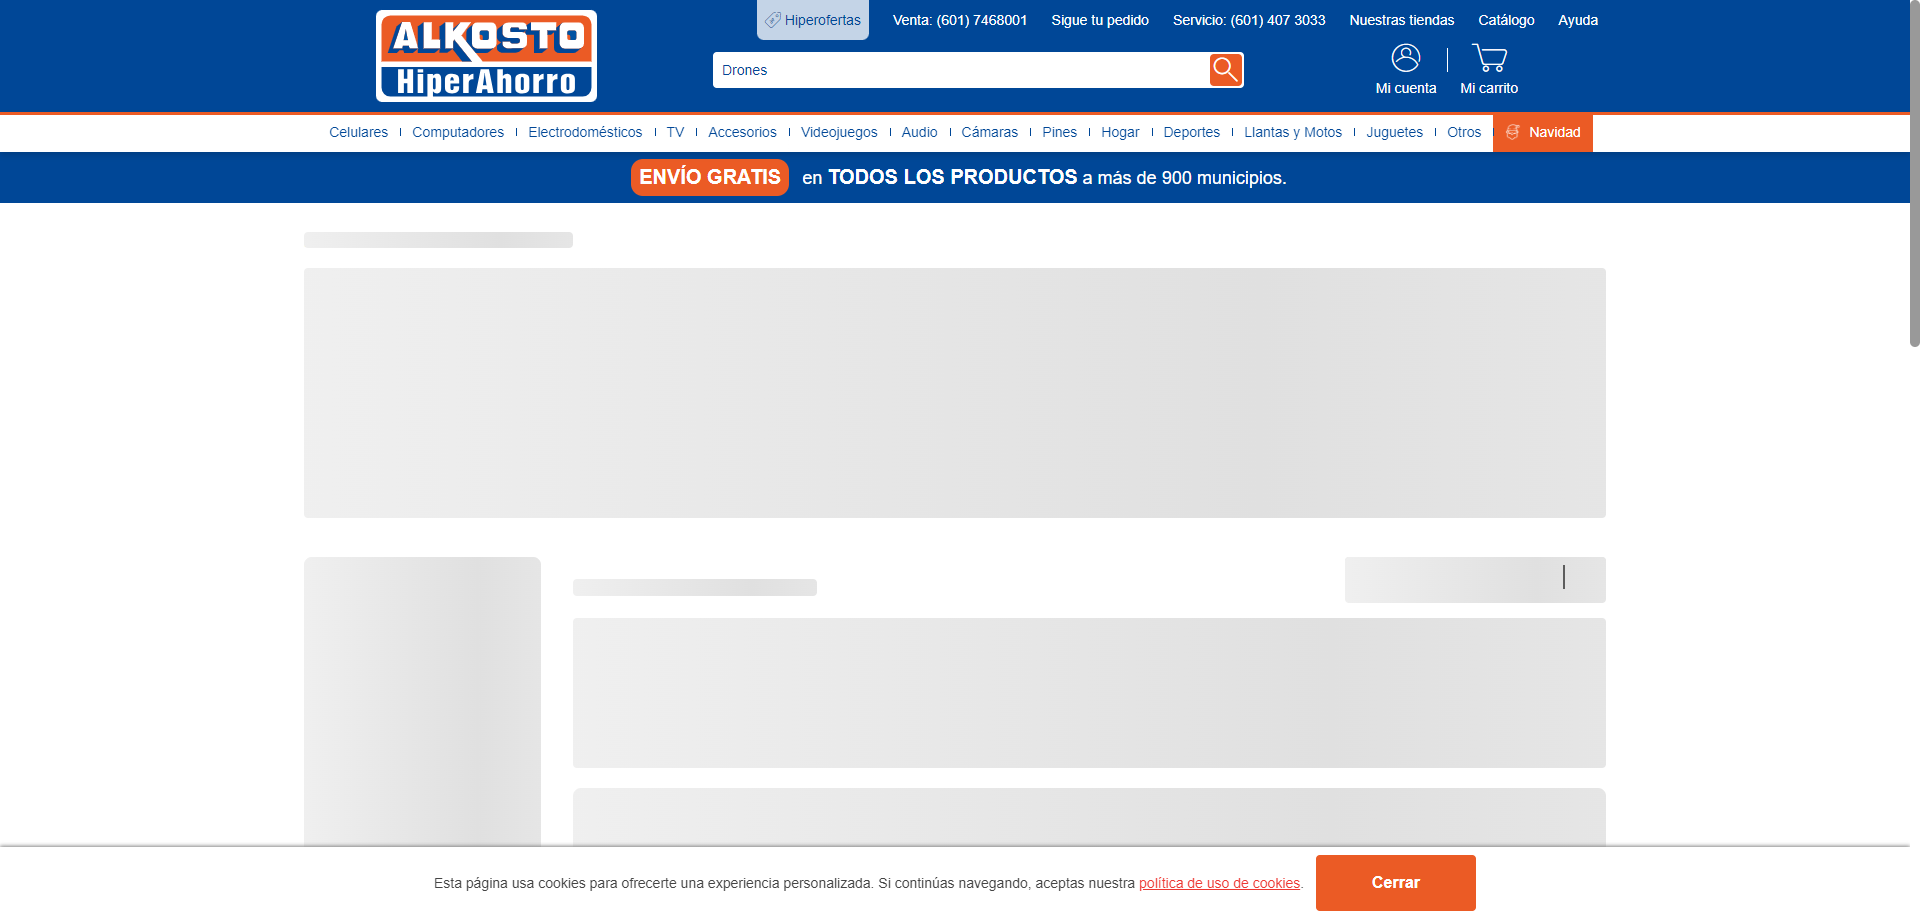 ALKOSTO
HiperAhorro
Hiperofertas
Venta: (601) 7468001
Sigue tu pedido
Servicio: (601) 407 3033
Nuestras tiendas
Catálogo
Ayuda
Drones
Mi cuenta
Mi carrito
Celulares
Computadores
Electrodomésticos
TV
Accesorios
Videojuegos
Audio
Cámaras
Pines
Hogar
Deportes
Llantas y Motos
Juguetes
Otros
Navidad
ENVÍO GRATIS en TODOS LOS PRODUCTOS a más de 900 municipios.
Esta página usa cookies para ofrecerte una experiencia personalizada. Si continúas navegando, aceptas nuestra política de uso de cookies.
Cerrar